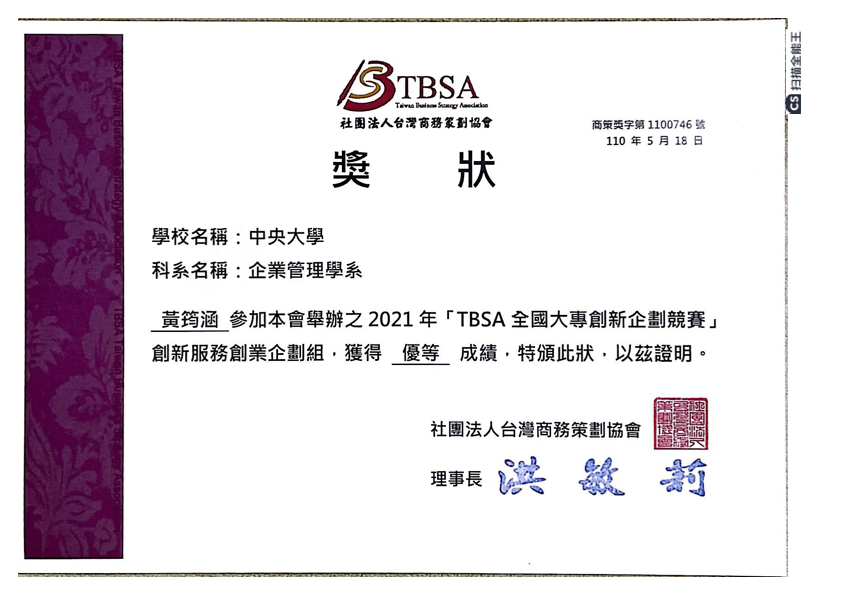 TBSA
Taiwan Business Strategy Association
社團法人台灣商務策劃協會
商策獎字第 1100746 號
110 年 5 月 18 日
獎 狀
學校名稱：中央大學
科系名稱：企業管理學系
黃筠涵 參加本會舉辦之 2021 年「TBSA 全國大專創新企劃競賽」
創新服務創業企劃組，獲得 優等 成績，特頒此狀，以茲證明。
社團法人台灣商務策劃協會
理事長 洪敏莉
CS 扫描全能王